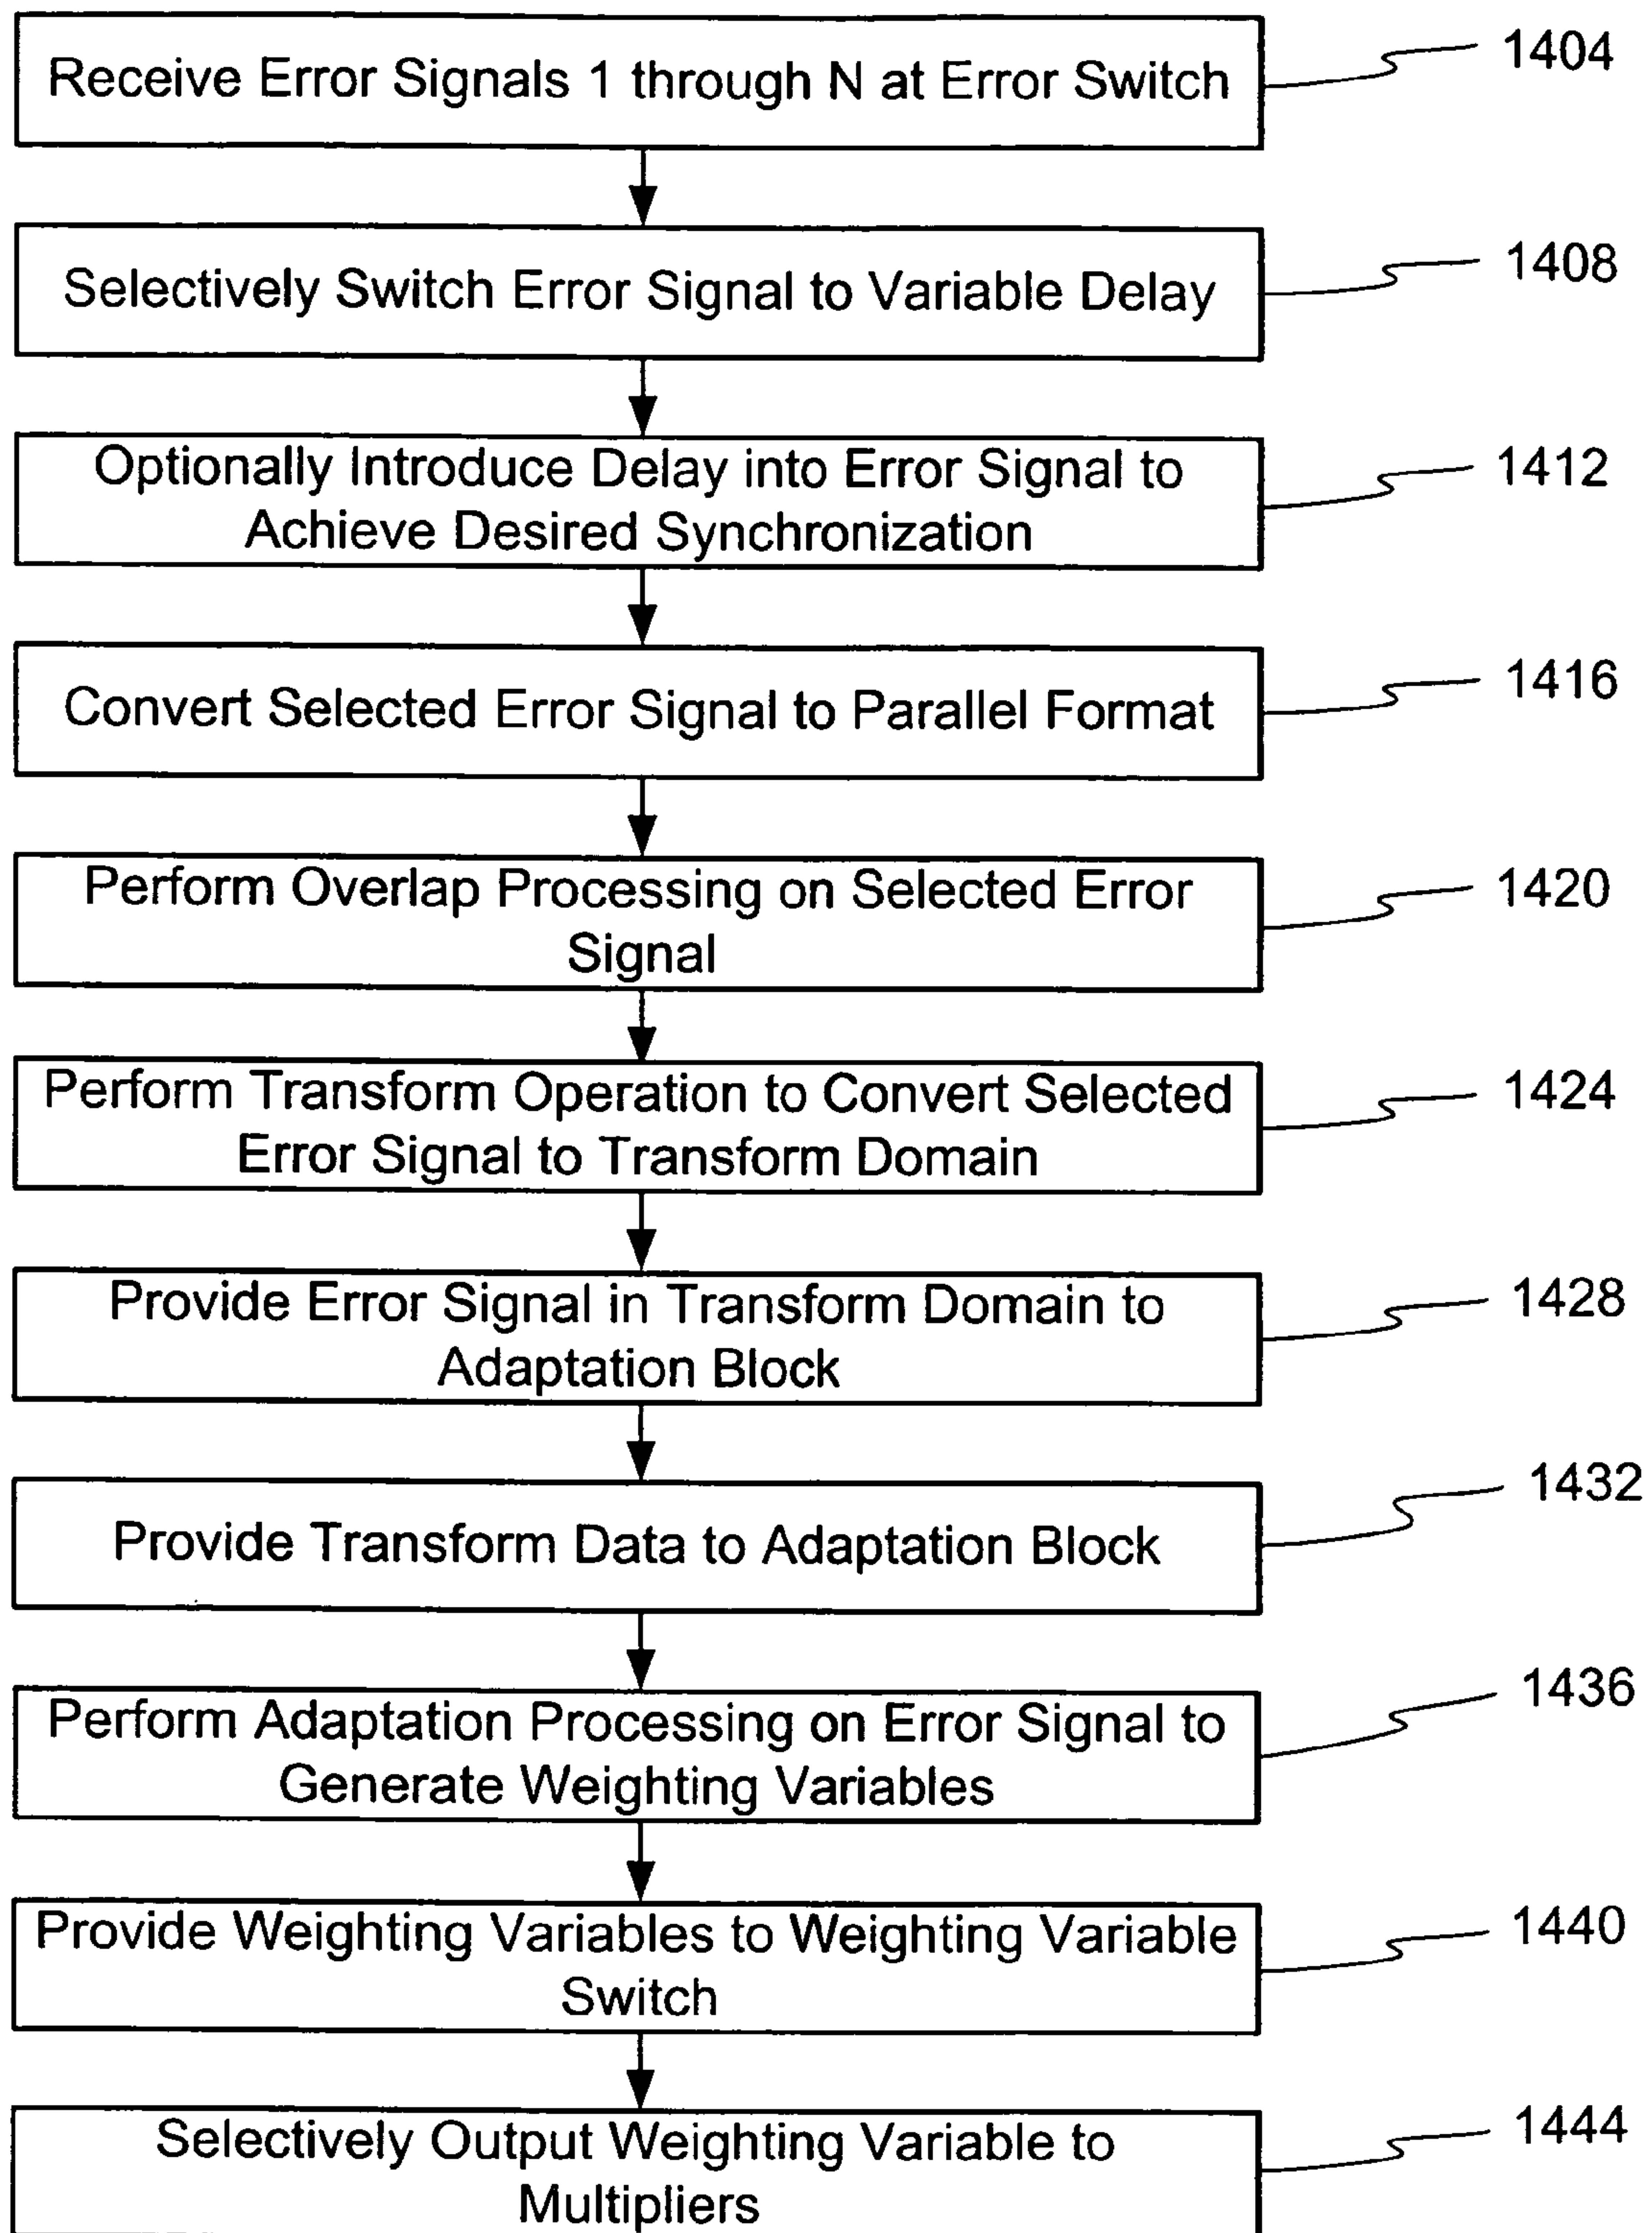 Receive Error Signals 1 through N at Error Switch
1404
Selectively Switch Error Signal to Variable Delay
1408
Optionally Introduce Delay into Error Signal to
Achieve Desired Synchronization
1412
Convert Selected Error Signal to Parallel Format
1416
Perform Overlap Processing on Selected Error
Signal
1420
Perform Transform Operation to Convert Selected
Error Signal to Transform Domain
1424
Provide Error Signal in Transform Domain to
Adaptation Block
1428
Provide Transform Data to Adaptation Block
1432
Perform Adaptation Processing on Error Signal to
Generate Weighting Variables
1436
Provide Weighting Variables to Weighting Variable
Switch
1440
Selectively Output Weighting Variable to
Multipliers
1444